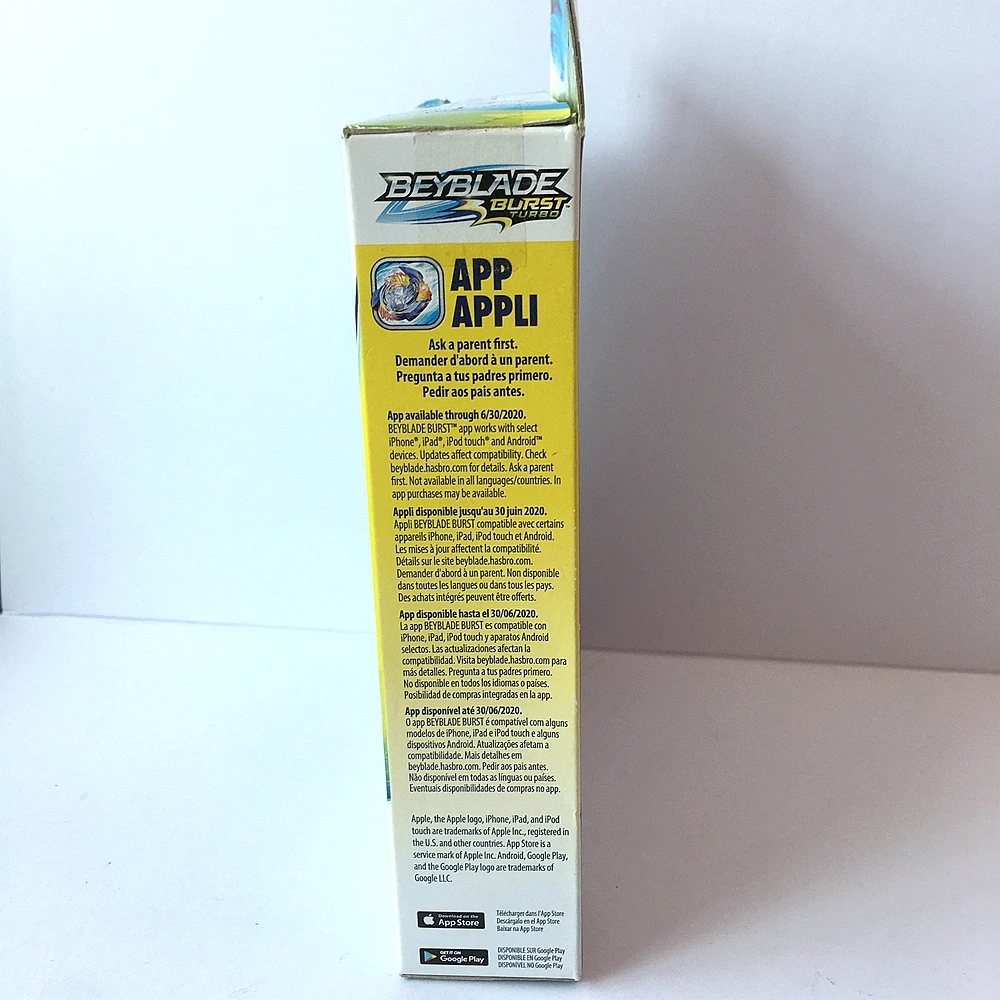 BEYBLADE
BURST™
TURBO
APP
APPLI
Ask a parent first.
Demander d'abord à un parent.
Pregunta a tus padres primero.
Pedir aos pais antes.
App available through 6/30/2020.
BEYBLADE BURST™ app works with select
iPhone®, iPad®, iPod touch® and Android™
devices. Updates affect compatibility. Check
beyblade.hasbro.com for details. Ask a parent
first. Not available in all languages/countries. In
app purchases may be available.
Appli disponible jusqu'au 30 juin 2020.
Appli BEYBLADE BURST compatible avec certains
appareils iPhone, iPad, iPod touch et Android.
Les mises à jour affectent la compatibilité.
Détails sur le site beyblade.hasbro.com.
Demander d'abord à un parent. Non disponible
dans toutes les langues ou dans tous les pays.
Des achats intégrés peuvent être offerts.
App disponible hasta el 30/06/2020.
La app BEYBLADE BURST es compatible con
iPhone, iPad, iPod touch y aparatos Android
selectos. Las actualizaciones afectan la
compatibilidad. Visita beyblade.hasbro.com para
más detalles. Pregunta a tus padres primero.
No disponible en todos los idiomas o países.
Posibilidad de compras integradas en la app.
App disponível até 30/06/2020.
O app BEYBLADE BURST é compatível com alguns
modelos de iPhone, iPad e iPod touch e alguns
dispositivos Android. Atualizações afetam a
compatibilidade. Mais detalhes em
beyblade.hasbro.com. Pedir aos pais antes.
Não disponível em todas as línguas ou países.
Eventuais disponibilidades de compras no app.
Apple, the Apple logo, iPhone, iPad, and iPod
touch are trademarks of Apple Inc., registered in
the U.S. and other countries. App Store is a
service mark of Apple Inc. Android, Google Play,
and the Google Play logo are trademarks of
Google LLC.
Download on the
App Store
Télécharger dans l'App Store
Descárgalo en el App Store
Baixar na App Store
GET IT ON
Google Play
DISPONIBLE SUR Google Play
DISPONIBLE EN Google Play
DISPONÍVEL NO Google Play